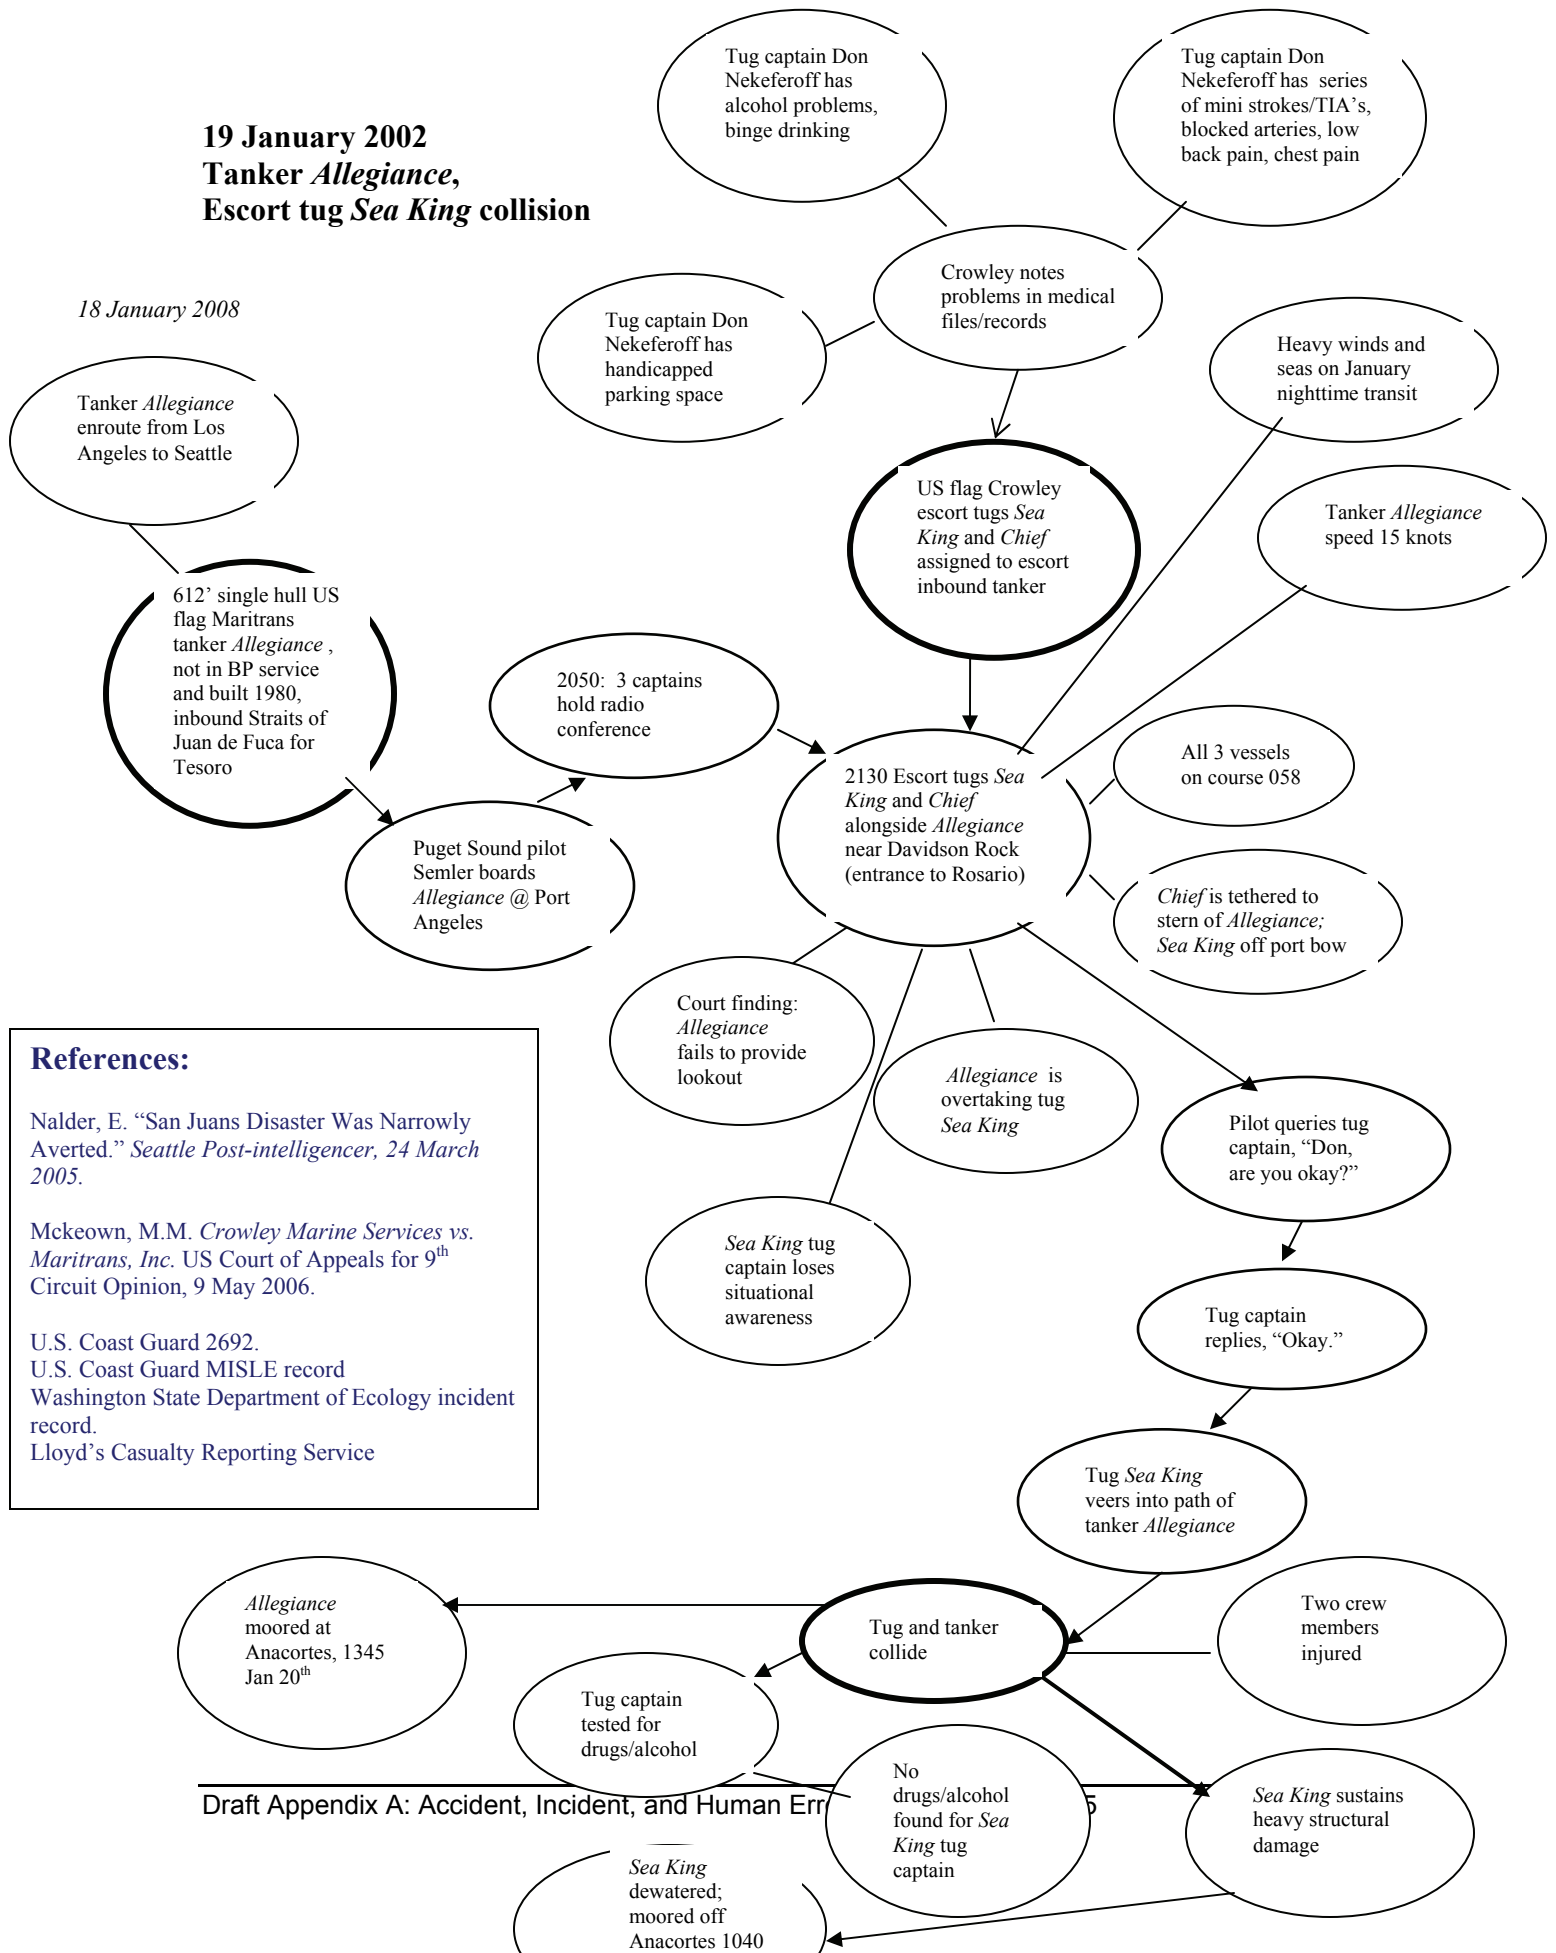 Tug captain Don
Nekeferoff has
alcohol problems,
binge drinking
Tug captain Don
Nekeferoff has series
of mini strokes/TIA's,
blocked arteries, low
back pain, chest pain
19 January 2002
Tanker Allegiance,
Escort tug Sea King collision
18 January 2008
Crowley notes
problems in medical
files/records
Tug captain Don
Nekeferoff has
handicapped
parking space
Heavy winds and
seas on January
nighttime transit
Tanker Allegiance
enroute from Los
Angeles to Seattle
US flag Crowley
escort tugs Sea
King and Chief
assigned to escort
inbound tanker
Tanker Allegiance
speed 15 knots
612’ single hull US
flag Maritrans
tanker Allegiance ,
not in BP service
and built 1980,
inbound Straits of
Juan de Fuca for
Tesoro
2050: 3 captains
hold radio
conference
Puget Sound pilot
Semler boards
Allegiance @ Port
Angeles
2130 Escort tugs Sea
King and Chief
alongside Allegiance
near Davidson Rock
(entrance to Rosario)
All 3 vessels
on course 058
Chief is tethered to
stern of Allegiance;
Sea King off port bow
Court finding:
Allegiance
fails to provide
lookout
Allegiance is
overtaking tug
Sea King
Sea King tug
captain loses
situational
awareness
Pilot queries tug
captain, “Don,
are you okay?”
Tug captain
replies, “Okay.”
Tug Sea King
veers into path of
tanker Allegiance
References:
Nalder, E. “San Juans Disaster Was Narrowly
Averted.” Seattle Post-intelligencer, 24 March
2005.
Mckeown, M.M. Crowley Marine Services vs.
Maritrans, Inc. US Court of Appeals for 9th
Circuit Opinion, 9 May 2006.
U.S. Coast Guard 2692.
U.S. Coast Guard MISLE record
Washington State Department of Ecology incident
record.
Lloyd’s Casualty Reporting Service
Allegiance
moored at
Anacortes, 1345
Jan 20th
Tug and tanker
collide
Two crew
members
injured
Tug captain
tested for
drugs/alcohol
No
drugs/alcohol
found for Sea
King tug
captain
Sea King sustains
heavy structural
damage
Draft Appendix A: Accident, Incident, and Human
Sea King
dewatered;
moored off
Anacortes 1040